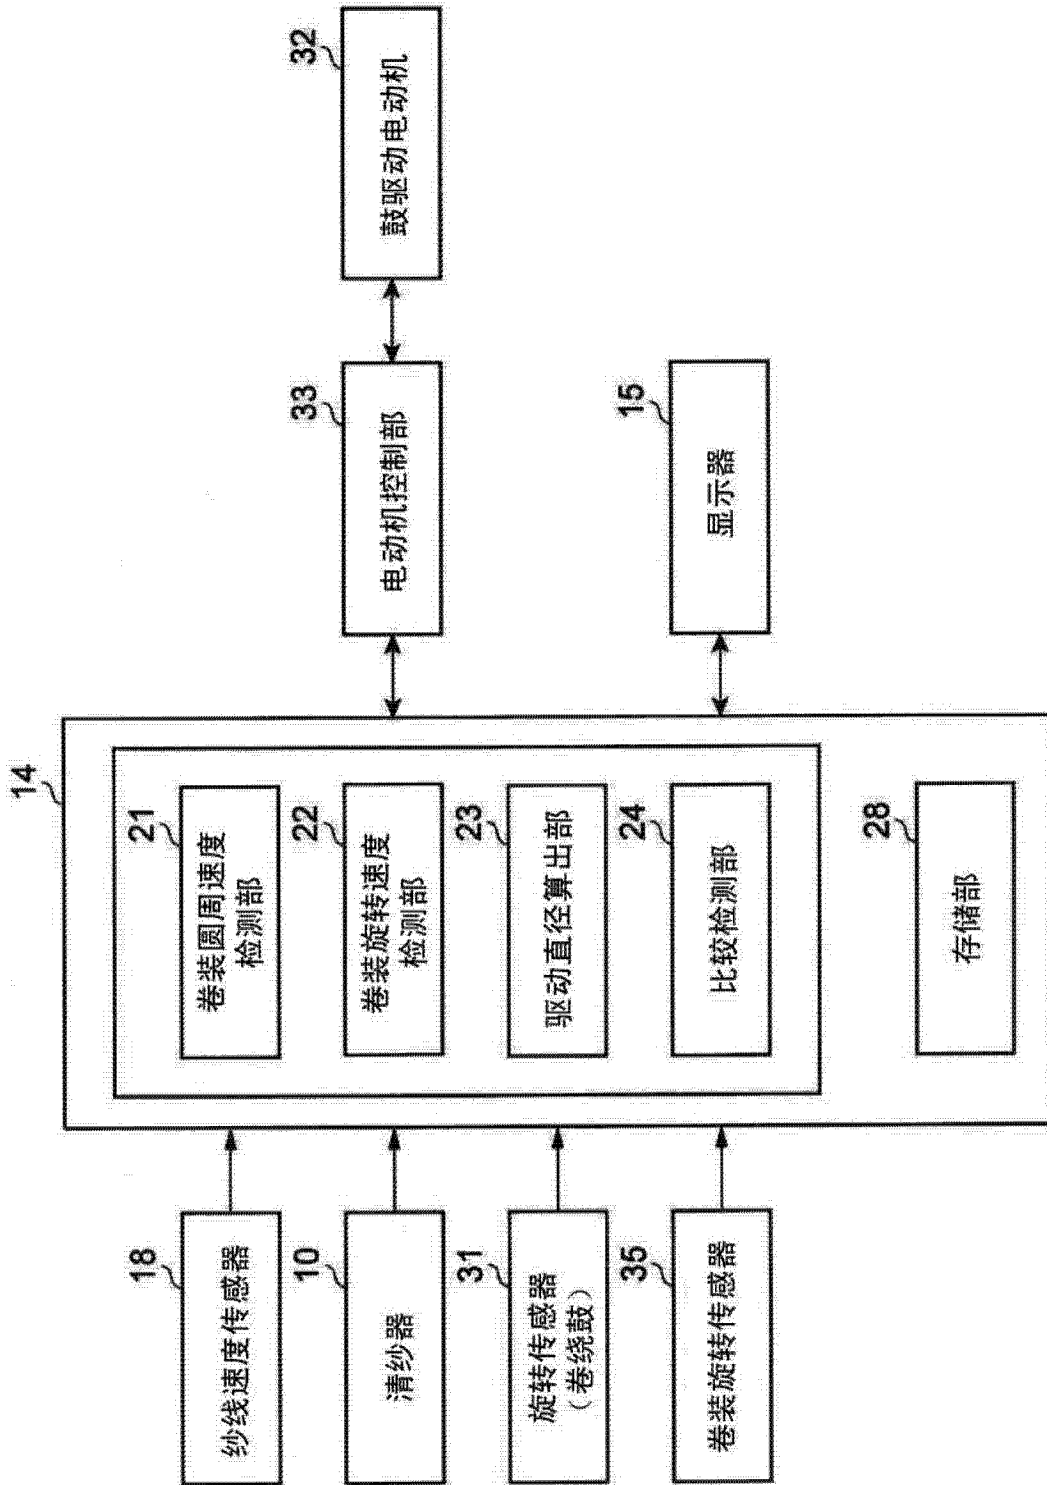 14
18
纱线速度传感器
10
清纱器
31
旋转传感器
（卷绕鼓）
35
卷装旋转传感器
21
卷装圆周速度
检测部
22
卷装旋转速度
检测部
23
驱动直径算出部
24
比较检测部
28
存储部
33
电动机控制部
32
鼓驱动电动机
15
显示器